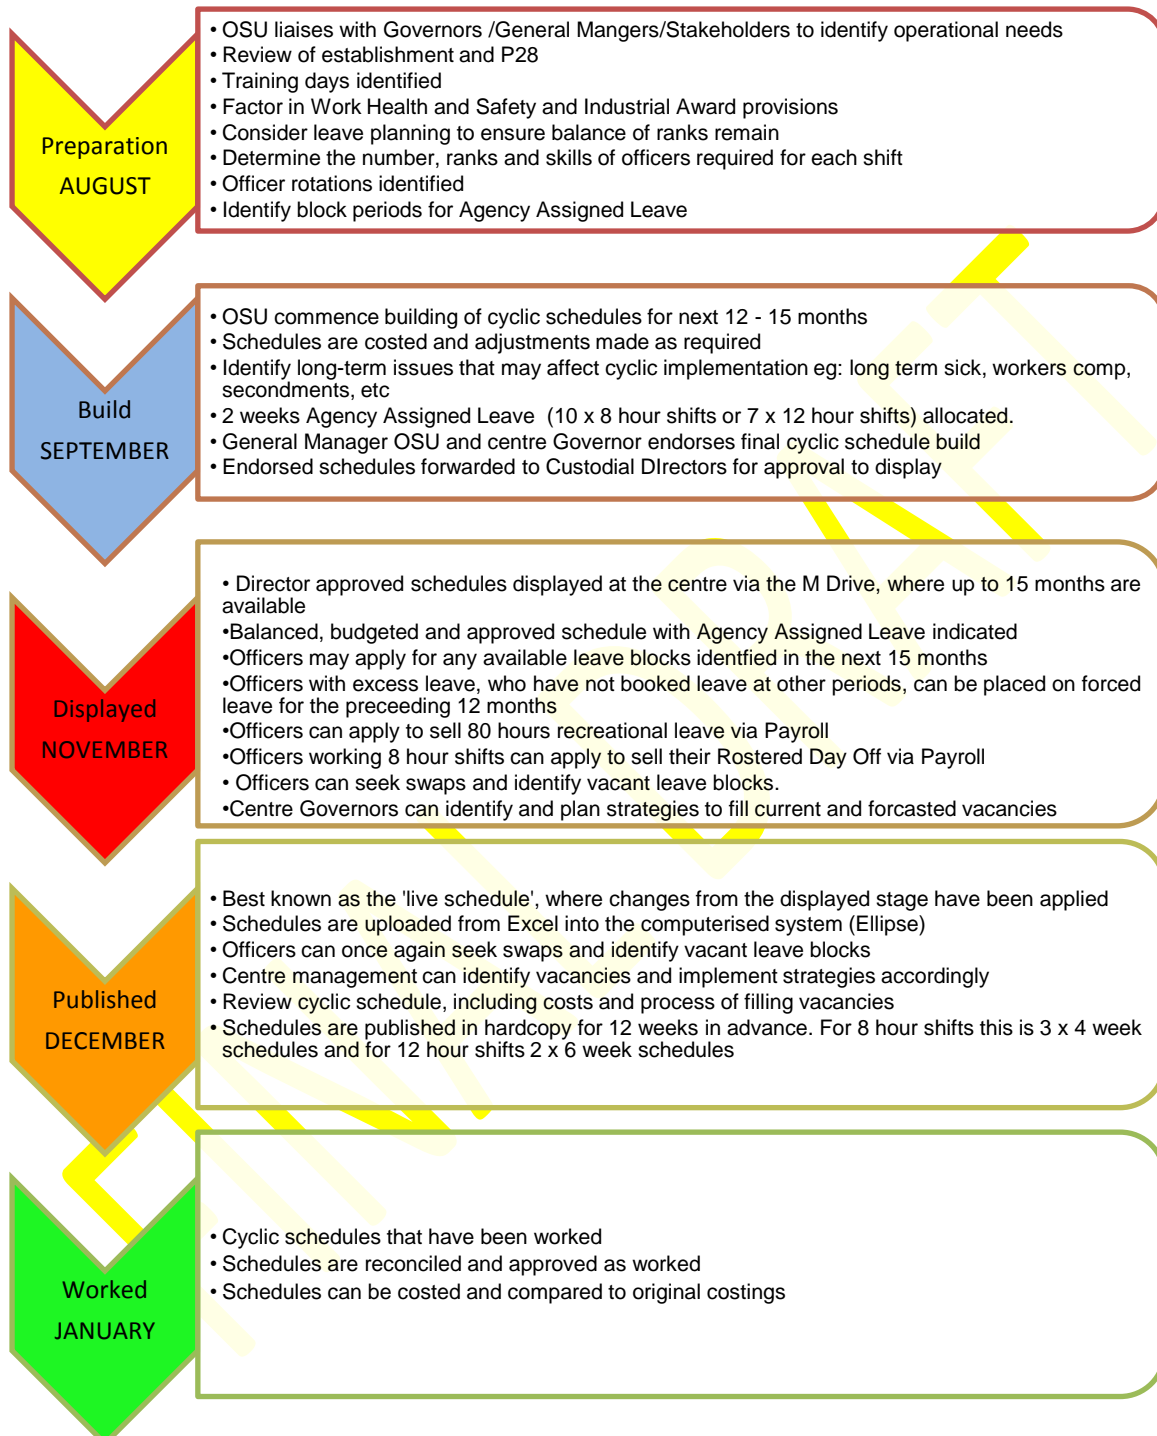 • OSU liaises with Governors /General Mangers/Stakeholders to identify operational needs
• Review of establishment and P28
• Training days identified
• Factor in Work Health and Safety and Industrial Award provisions
• Consider leave planning to ensure balance of ranks remain
• Determine the number, ranks and skills of officers required for each shift
• Officer rotations identified
• Identify block periods for Agency Assigned Leave
Preparation
AUGUST
• OSU commence building of cyclic schedules for next 12 - 15 months
• Schedules are costed and adjustments made as required
• Identify long-term issues that may affect cyclic implementation eg: long term sick, workers comp,
secondments, etc
• 2 weeks Agency Assigned Leave (10 x 8 hour shifts or 7 x 12 hour shifts) allocated.
• General Manager OSU and centre Governor endorses final cyclic schedule build
• Endorsed schedules forwarded to Custodial DIrectors for approval to display
Build
SEPTEMBER
• Director approved schedules displayed at the centre via the M Drive, where up to 15 months are
available
•Balanced, budgeted and approved schedule with Agency Assigned Leave indicated
•Officers may apply for any available leave blocks identfied in the next 15 months
•Officers with excess leave, who have not booked leave at other periods, can be placed on forced
leave for the preceeding 12 months
•Officers can apply to sell 80 hours recreational leave via Payroll
•Officers working 8 hour shifts can apply to sell their Rostered Day Off via Payroll
• Officers can seek swaps and identify vacant leave blocks.
•Centre Governors can identify and plan strategies to fill current and forcasted vacancies
Displayed
NOVEMBER
• Best known as the 'live schedule', where changes from the displayed stage have been applied
• Schedules are uploaded from Excel into the computerised system (Ellipse)
• Officers can once again seek swaps and identify vacant leave blocks
• Centre management can identify vacancies and implement strategies accordingly
• Review cyclic schedule, including costs and process of filling vacancies
• Schedules are published in hardcopy for 12 weeks in advance. For 8 hour shifts this is 3 x 4 week
schedules and for 12 hour shifts 2 x 6 week schedules
Published
DECEMBER
• Cyclic schedules that have been worked
• Schedules are reconciled and approved as worked
• Schedules can be costed and compared to original costings
Worked
JANUARY
FINAL DRAFT